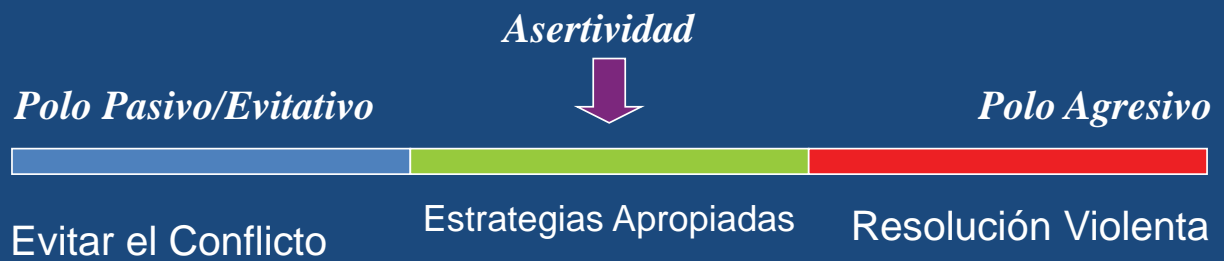 Asertividad
Polo Pasivo/Evitativo
Polo Agresivo
Evitar el Conflicto
Estrategias Apropiadas
Resolución Violenta